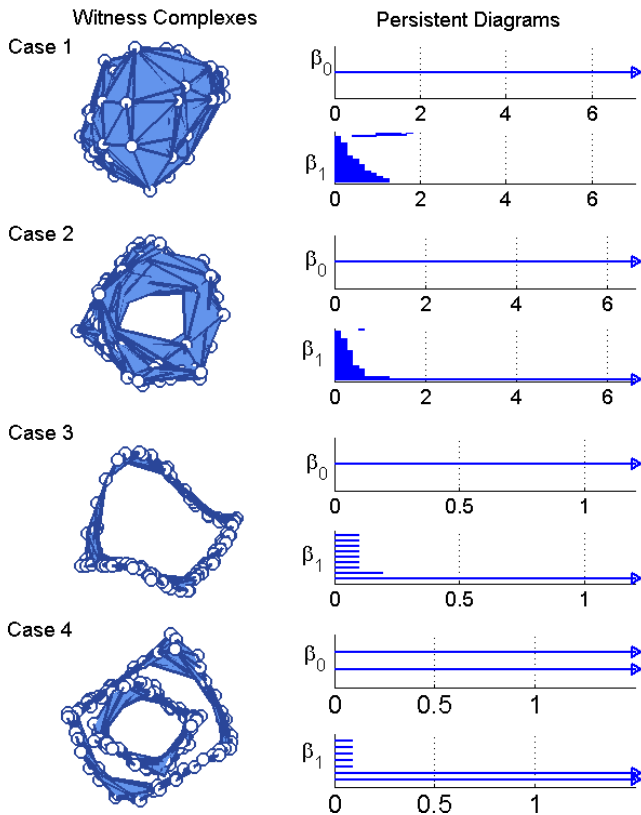 Witness Complexes
Persistent Diagrams
Case 1
β0
0 2 4 6
β1
0 2 4 6
Case 2
β0
0 2 4 6
β1
0 2 4 6
Case 3
β0
0 0.5 1
β1
0 0.5 1
Case 4
β0
0 0.5 1
β1
0 0.5 1